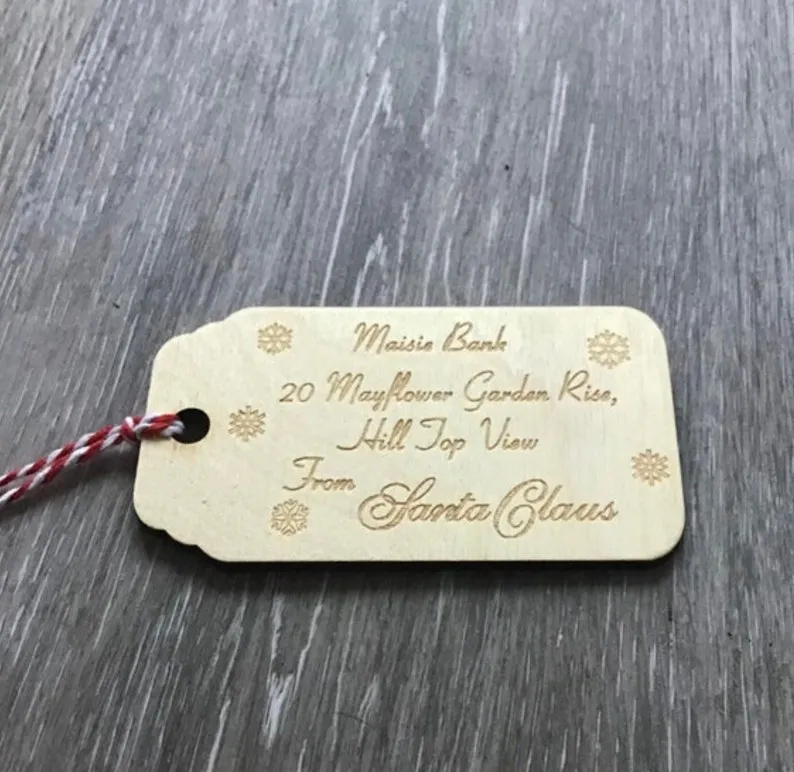 Maisie Bank
20 Mayflower Garden Rise,
Hill Top View
From Santa Claus